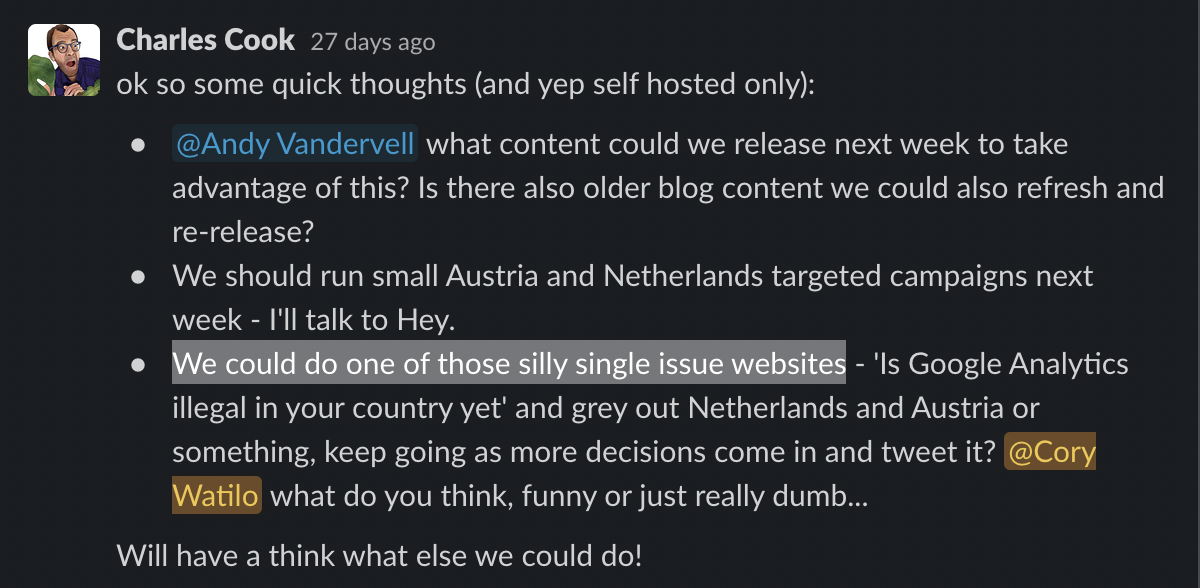 Charles Cook 27 days ago
ok so some quick thoughts (and yep self hosted only):
● @Andy Vandervell what content could we release next week to take
advantage of this? Is there also older blog content we could also refresh and
re-release?
● We should run small Austria and Netherlands targeted campaigns next
week - I'll talk to Hey.
● We could do one of those silly single issue websites - 'Is Google Analytics
illegal in your country yet' and grey out Netherlands and Austria or
something, keep going as more decisions come in and tweet it? @Cory
Watilo what do you think, funny or just really dumb...
Will have a think what else we could do!